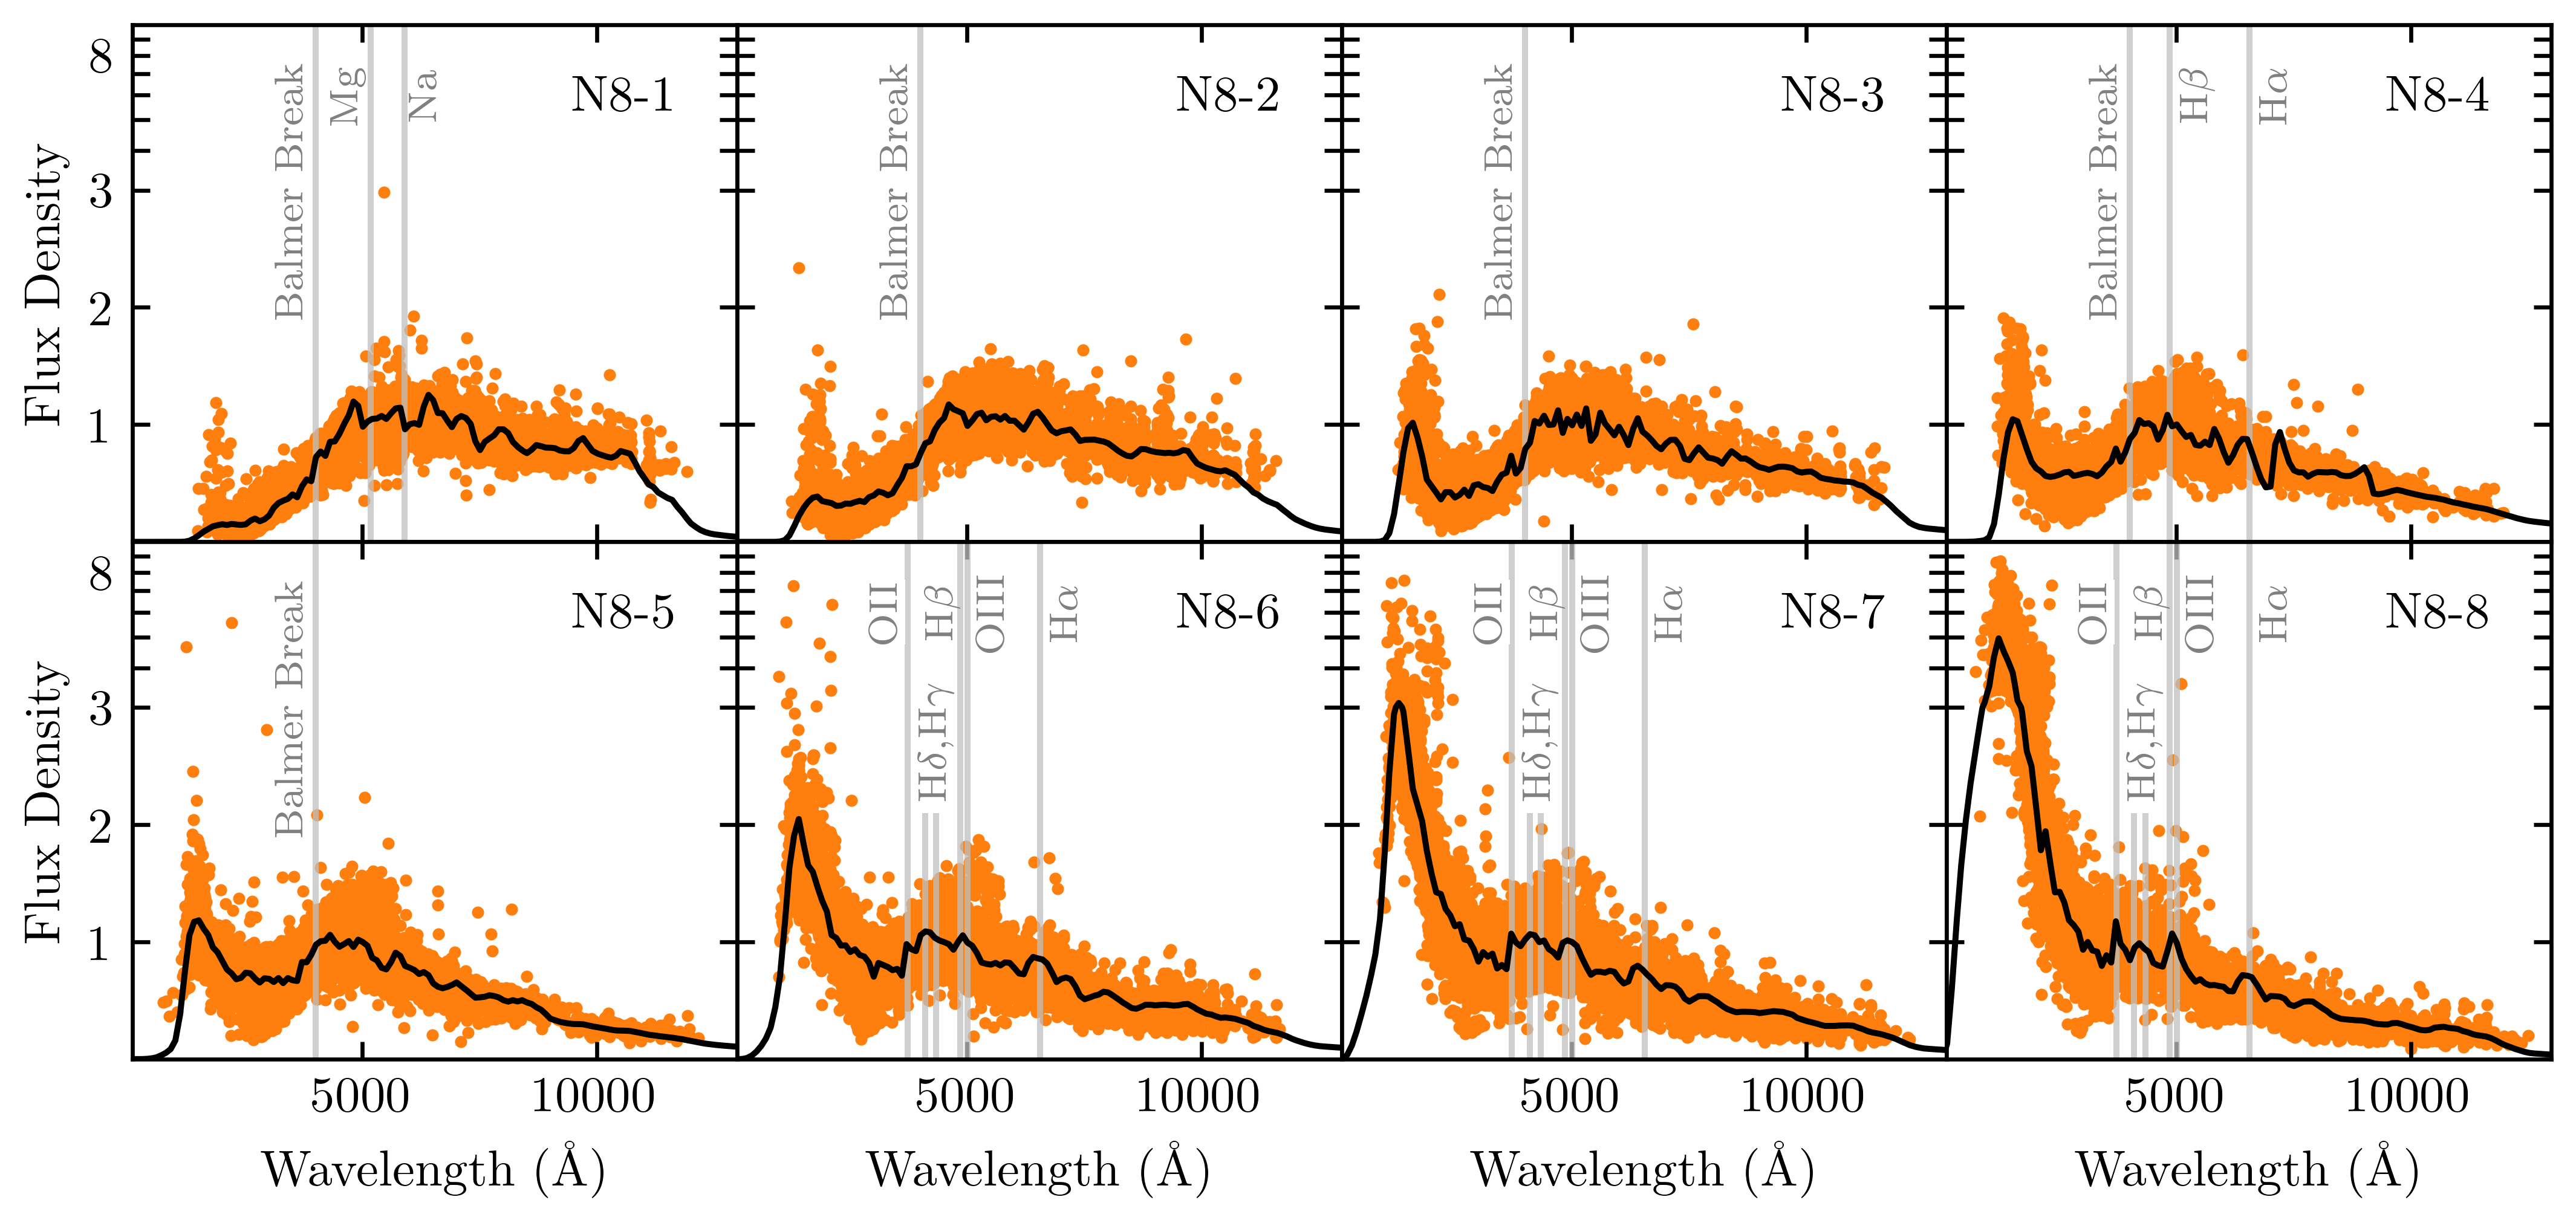 Flux Density
8
3
2
1
Balmer Break
Mg
Na
N8-1
Balmer Break
N8-2
Balmer Break
N8-3
Balmer Break
Hβ
Hα
N8-4
Flux Density
8
3
2
1
Balmer Break
N8-5
OII
Hδ,Hγ
Hβ
OIII
Hα
N8-6
OII
Hδ,Hγ
Hβ
OIII
Hα
N8-7
OII
Hδ,Hγ
Hβ
OIII
Hα
N8-8
5000 10000
5000 10000
5000 10000
5000 10000
Wavelength (Å)
Wavelength (Å)
Wavelength (Å)
Wavelength (Å)